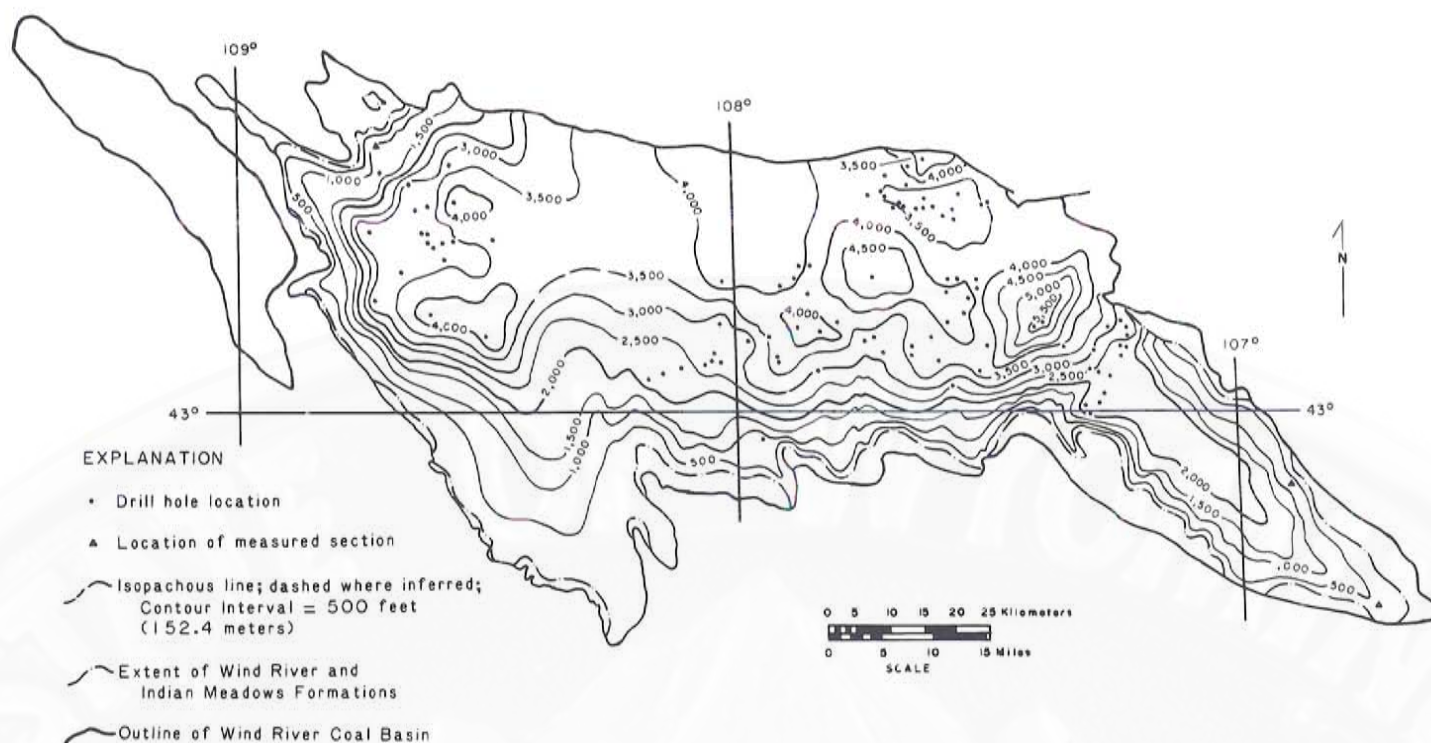 109°
108°
1,500
3,000
3,500
4,000
1,000
500
3,500
4,000
4,000
3,500
4,000
4,000
4,500
4,000
4,500
5,000
5,500
3,500
3,000
2,500
4,000
4,000
2,000
3,500
3,000
2,500
107°
43°
43°
1,500
1,000
500
2,000
1,500
500
N
EXPLANATION
• Drill hole location
▲ Location of measured section
Isopachous line; dashed where inferred;
Contour Interval = 500 feet
(152.4 meters)
Extent of Wind River and
Indian Meadows Formations
Outline of Wind River Coal Basin
0 5 10 15 20 25 Kilometers
0 5 10 15 Miles
SCALE